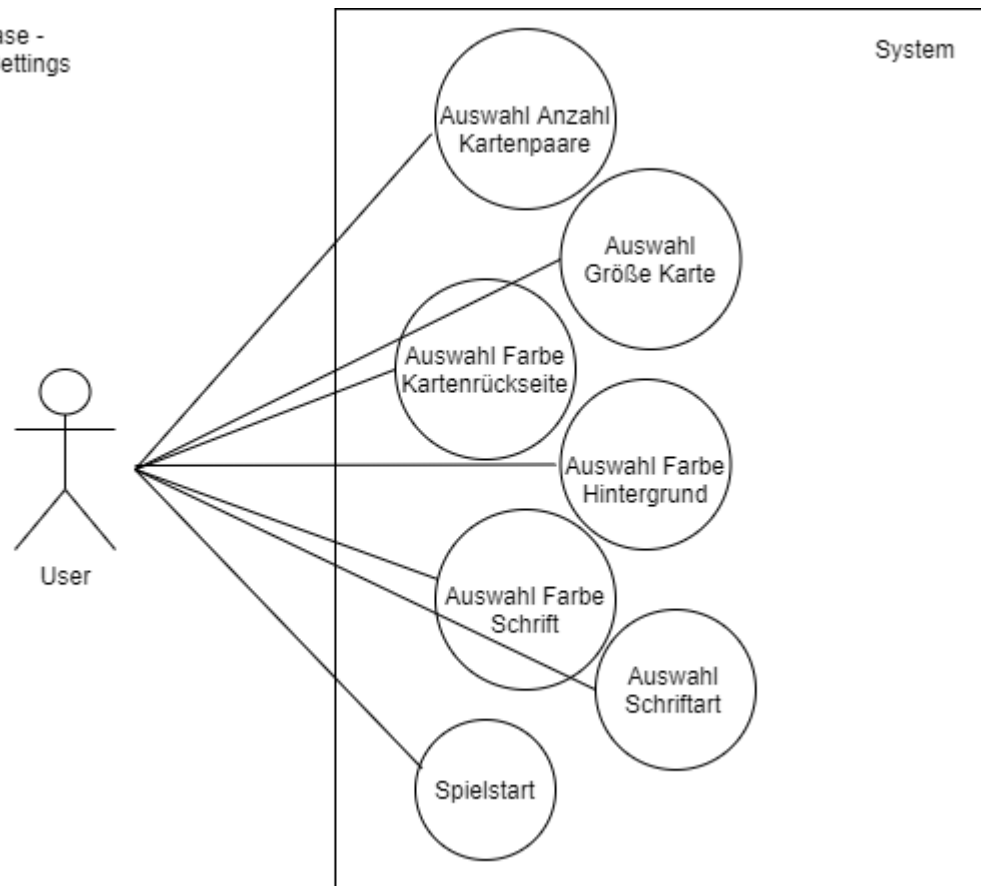 ase -
ettings
System
Auswahl Anzahl
Kartenpaare
Auswahl
Größe Karte
Auswahl Farbe
Kartenrückseite
Auswahl Farbe
Hintergrund
User
Auswahl Farbe
Schrift
Auswahl
Schriftart
Spielstart